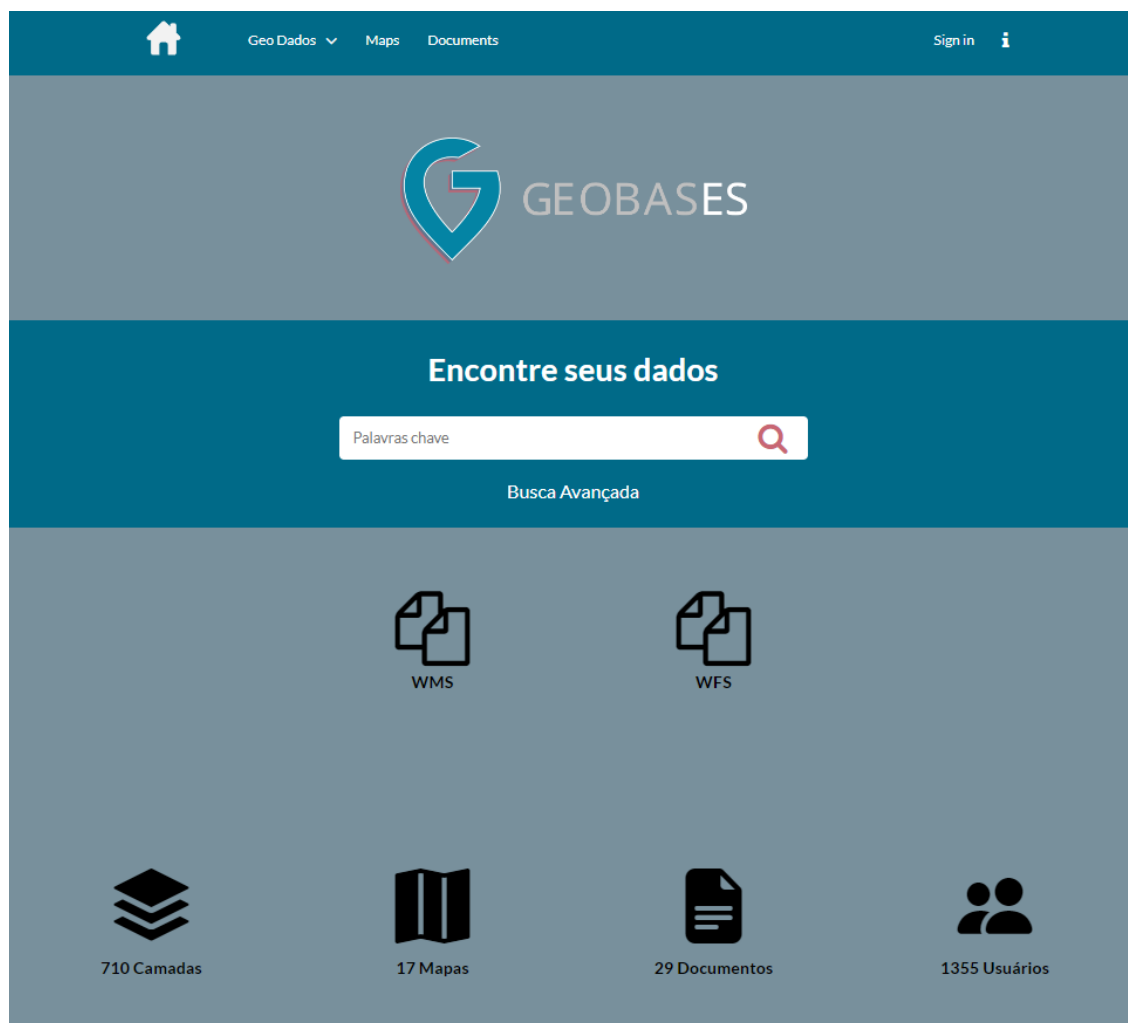 Geo Dados Maps Documents Sign in
GEOBASES
Encontre seus dados
Palavras chave
Busca Avançada
WMS WFS
710 Camadas 17 Mapas 29 Documentos 1355 Usuários